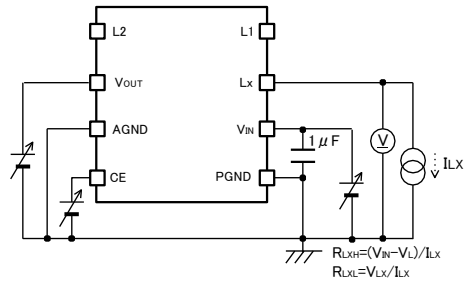 L2 L1
VOUT LX
AGND VIN 1μF V ILX
CE PGND
RLXH=(VIN-VL)/ILX
RLXL=VLX/ILX